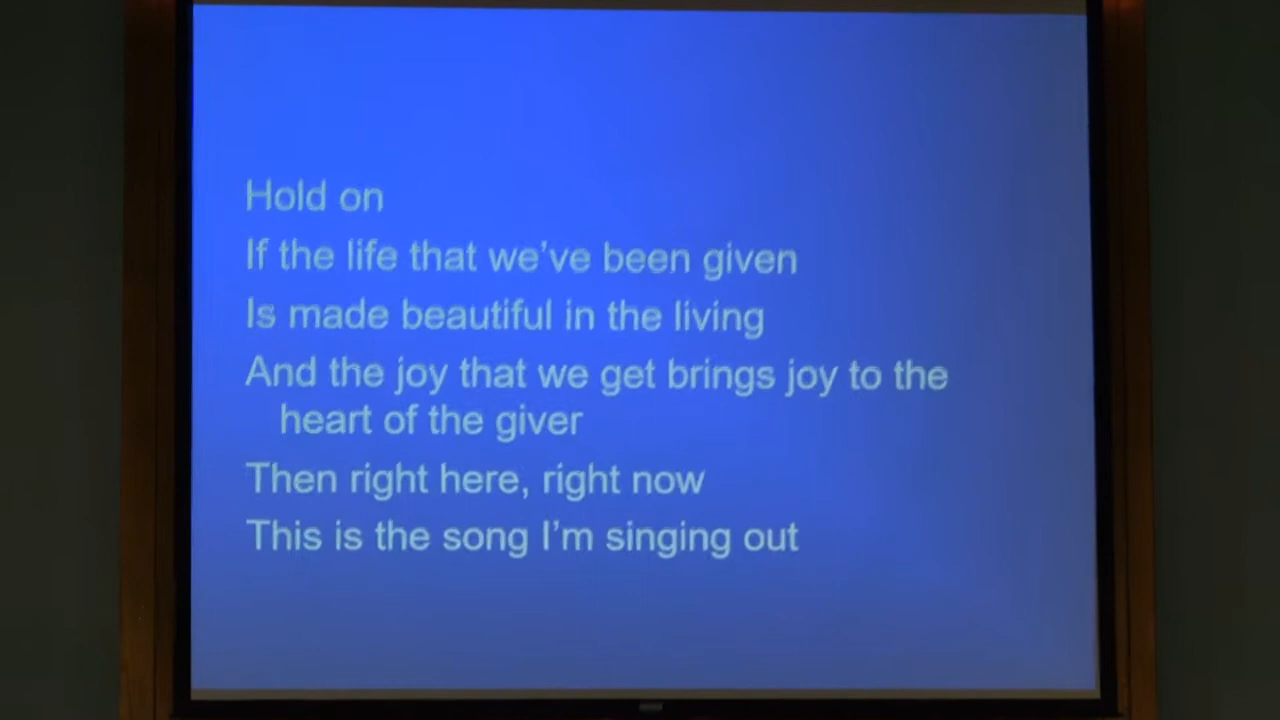 Hold on
If the life that we've been given
Is made beautiful in the living
And the joy that we get brings joy to the
heart of the giver
Then right here, right now
This is the song I'm singing out